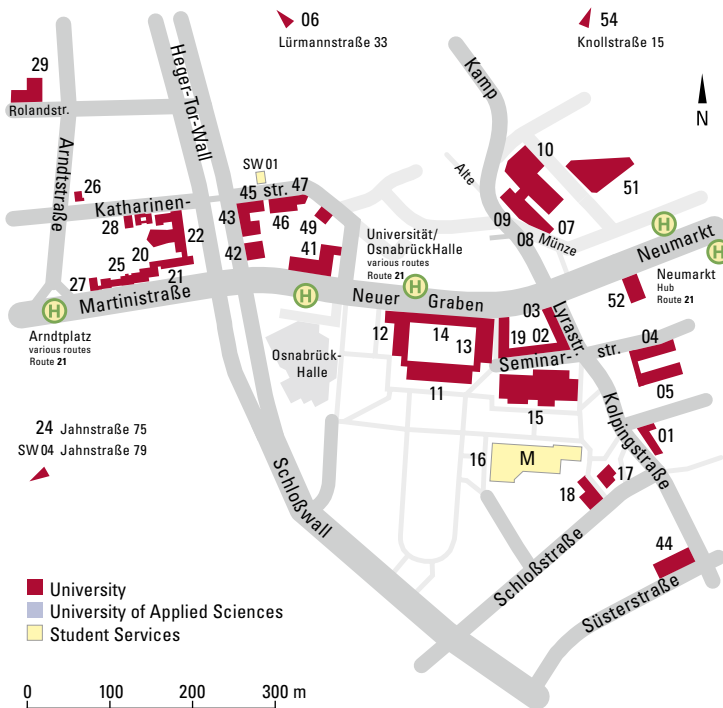 06
Lürmannstraße 33
54
Knollstraße 15
29
Rolandstr.
Arndtstraße
Heger-Tor-Wall
Kamp
N
10
51
SW 01
26
Katharinen-
str.
45
47
46
49
43
42
41
28
22
20
25
21
27
Martinistraße
Alte
Münze
09
08
07
Universität/
OsnabrückHalle
various routes
Route 21
H
H
H
H
H
Neumarkt
Neumarkt
Hub
Route 21
52
Arndtplatz
various routes
Route 21
Neuer Graben
Osnabrück-
Halle
12
14
13
11
03
19
02
Lyrastr.
Seminar-
str.
04
05
15
16
M
01
17
18
Kolpingstraße
24 Jahnstraße 75
SW 04 Jahnstraße 79
Schloßwall
Schloßstraße
44
Süsterstraße
University
University of Applied Sciences
Student Services
0 100 200 300 m